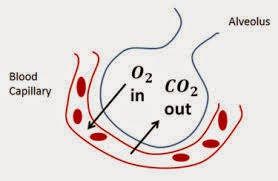 Alveolus
Blood
Capillary
O₂
in
CO₂
out